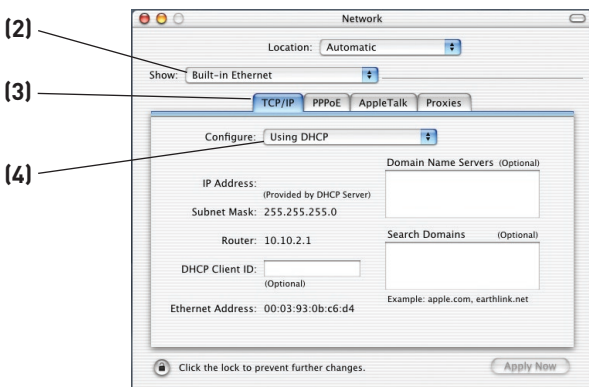 Network
(2)
Location: Automatic
Show: Built-in Ethernet
(3)
TCP/IP PPPoE AppleTalk Proxies
Configure: Using DHCP
(4)
Domain Name Servers (Optional)
IP Address:
(Provided by DHCP Server)
Subnet Mask: 255.255.255.0
Router: 10.10.2.1
Search Domains (Optional)
DHCP Client ID:
(Optional)
Example: apple.com, earthlink.net
Ethernet Address: 00:03:93:0b:c6:d4
Click the lock to prevent further changes.
Apply Now